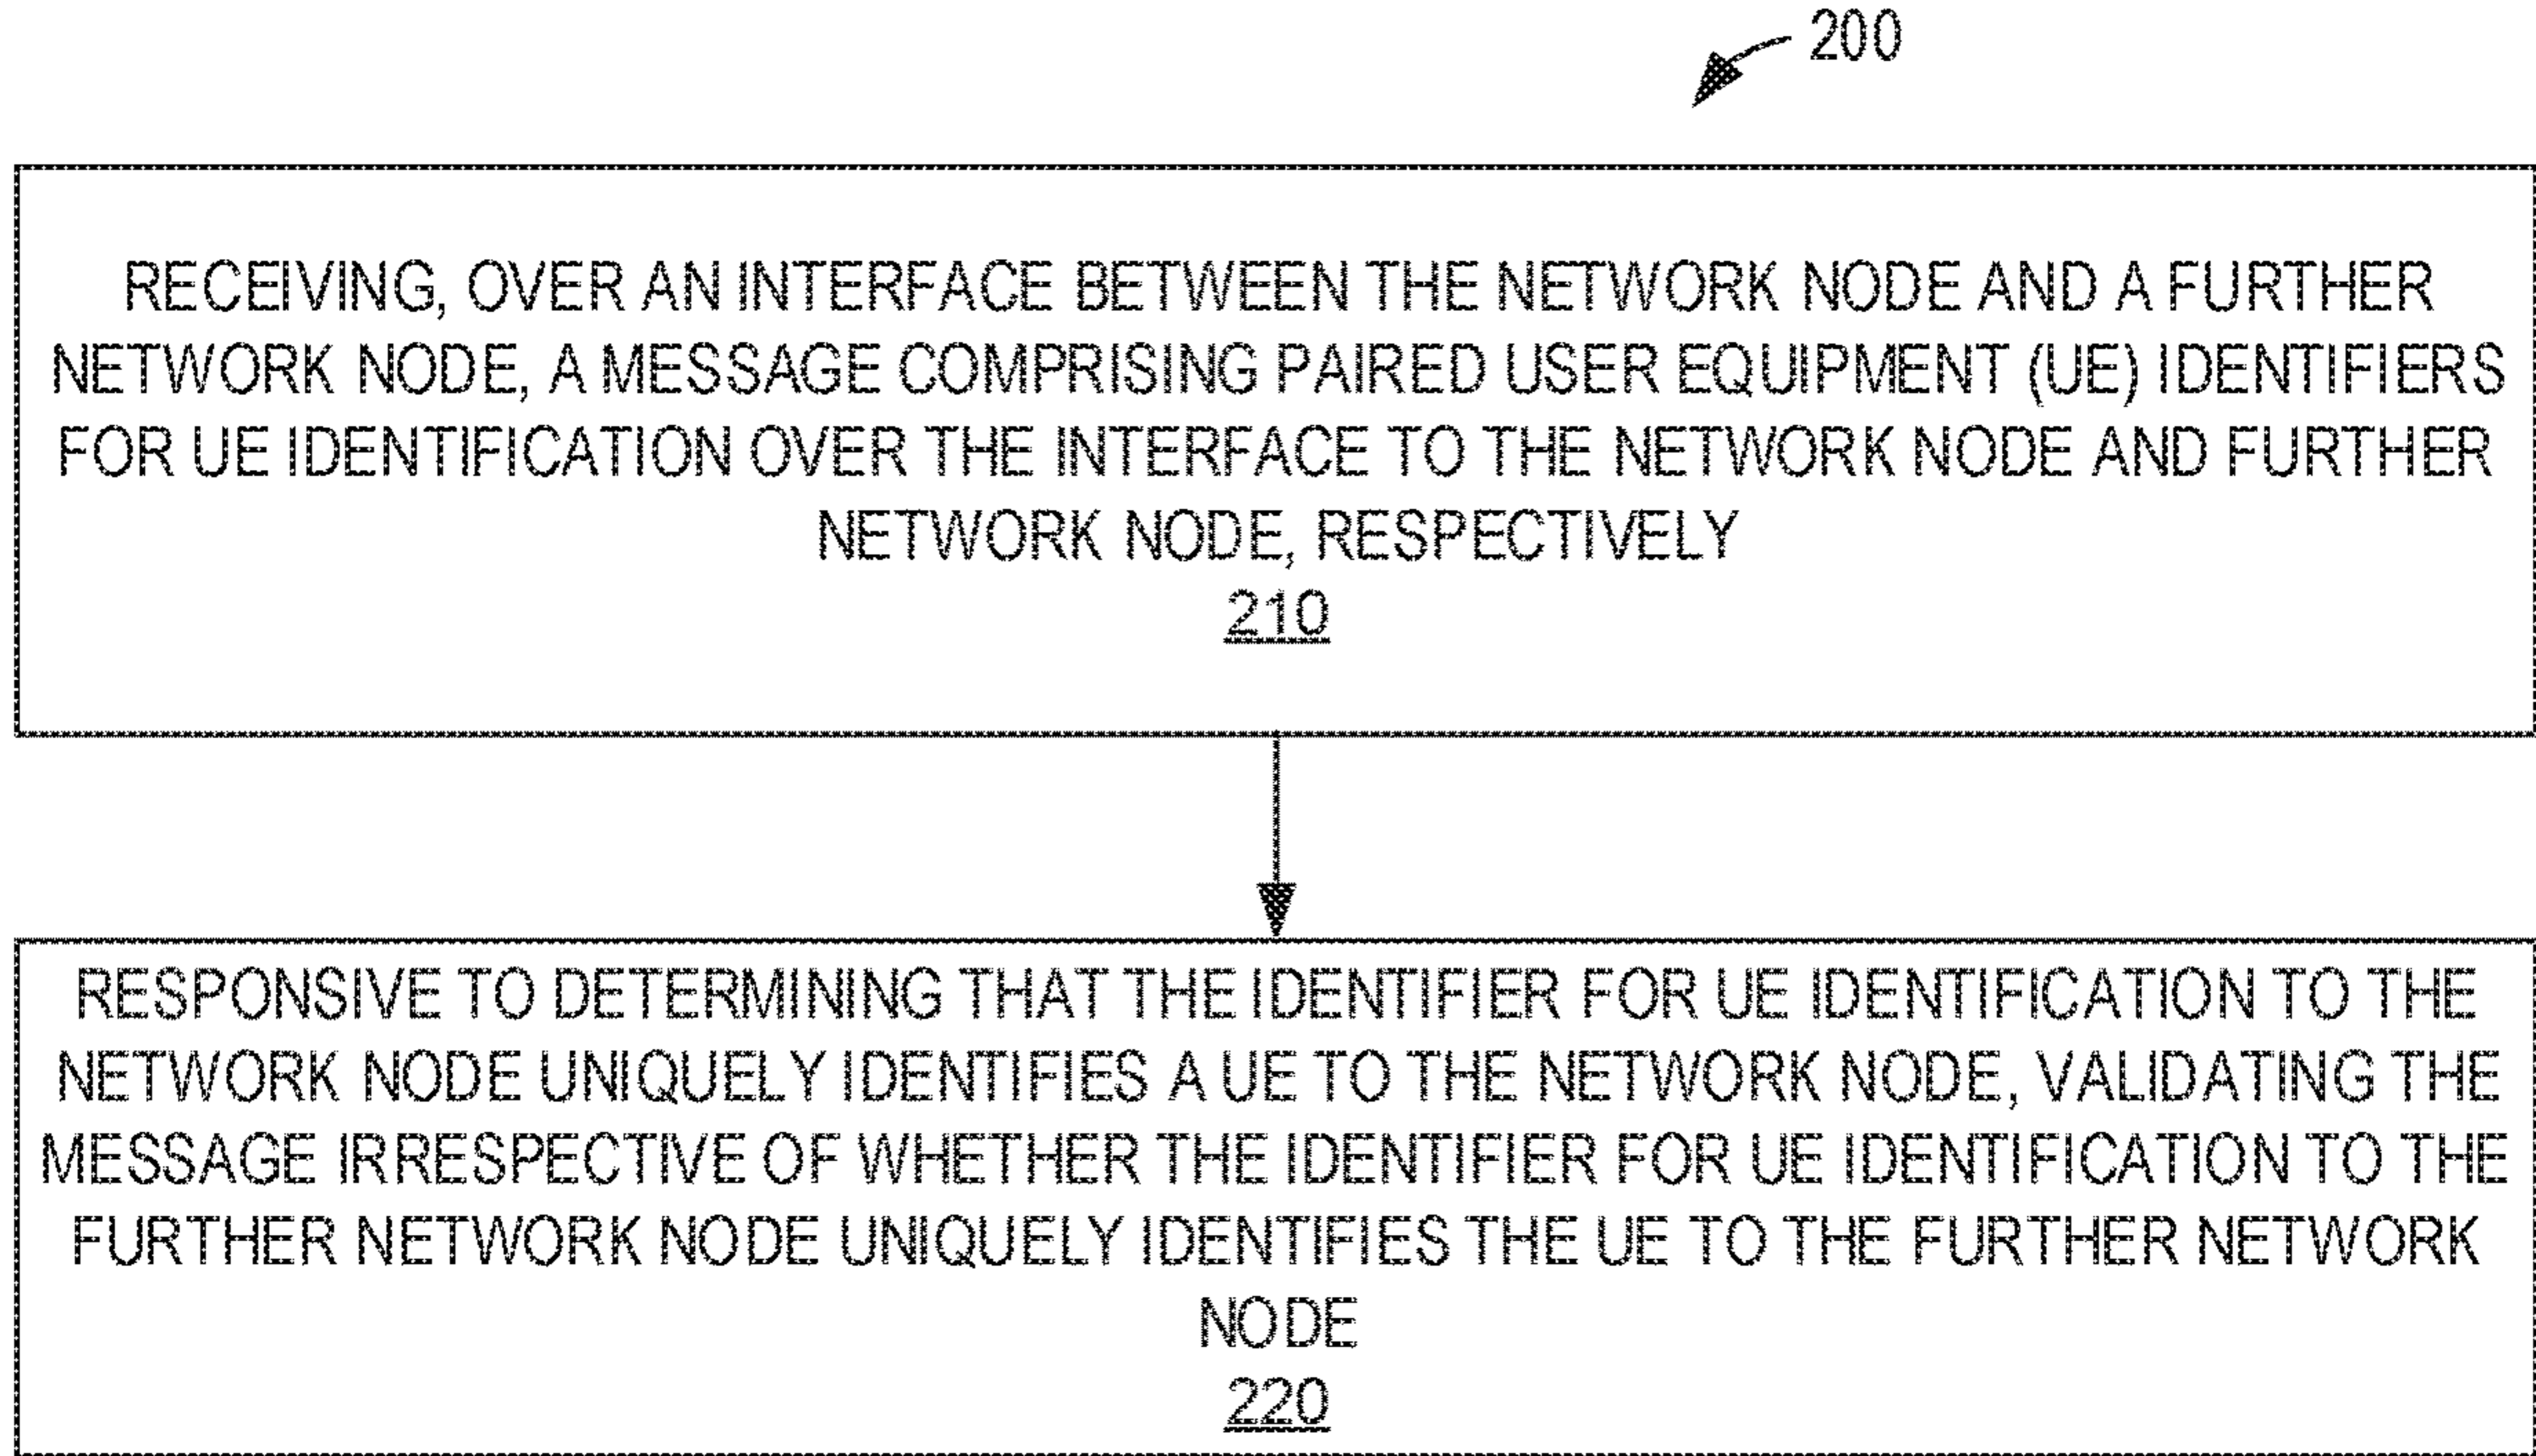 200
RECEIVING, OVER AN INTERFACE BETWEEN THE NETWORK NODE AND A FURTHER
NETWORK NODE, A MESSAGE COMPRISING PAIRED USER EQUIPMENT (UE) IDENTIFIERS
FOR UE IDENTIFICATION OVER THE INTERFACE TO THE NETWORK NODE AND FURTHER
NETWORK NODE, RESPECTIVELY
210
RESPONSIVE TO DETERMINING THAT THE IDENTIFIER FOR UE IDENTIFICATION TO THE
NETWORK NODE UNIQUELY IDENTIFIES A UE TO THE NETWORK NODE, VALIDATING THE
MESSAGE IRRESPECTIVE OF WHETHER THE IDENTIFIER FOR UE IDENTIFICATION TO THE
FURTHER NETWORK NODE UNIQUELY IDENTIFIES THE UE TO THE FURTHER NETWORK
NODE
220